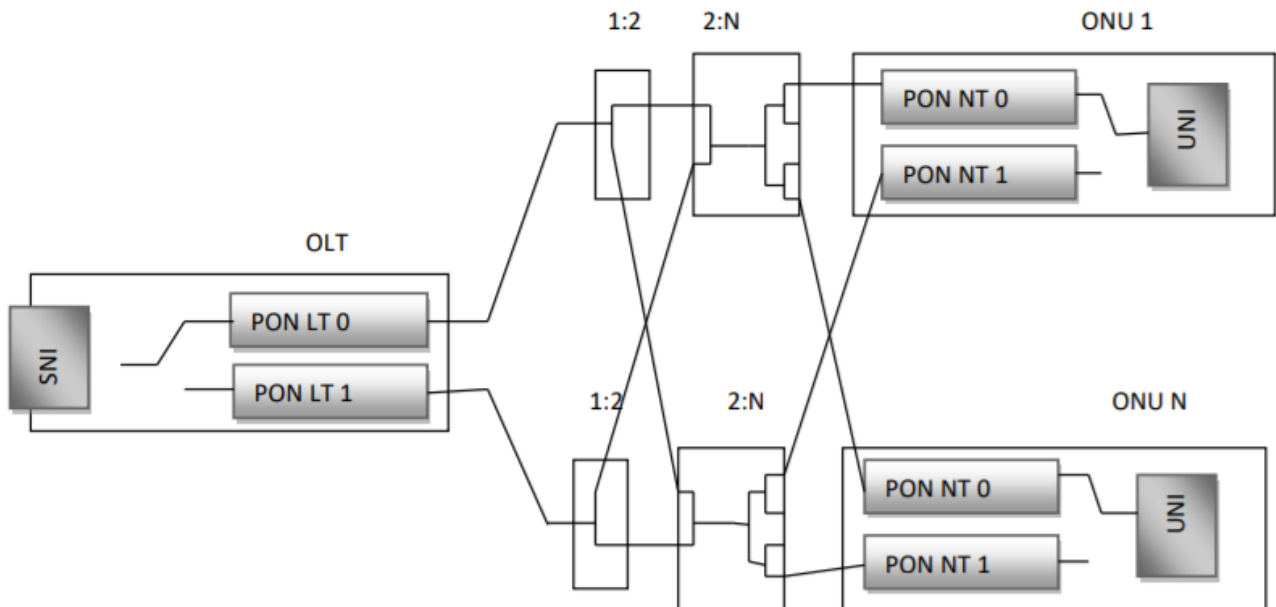 1:2
2:N
ONU 1
PON NT 0
UNI
PON NT 1
OLT
SNI
PON LT 0
PON LT 1
1:2
2:N
ONU N
PON NT 0
UNI
PON NT 1